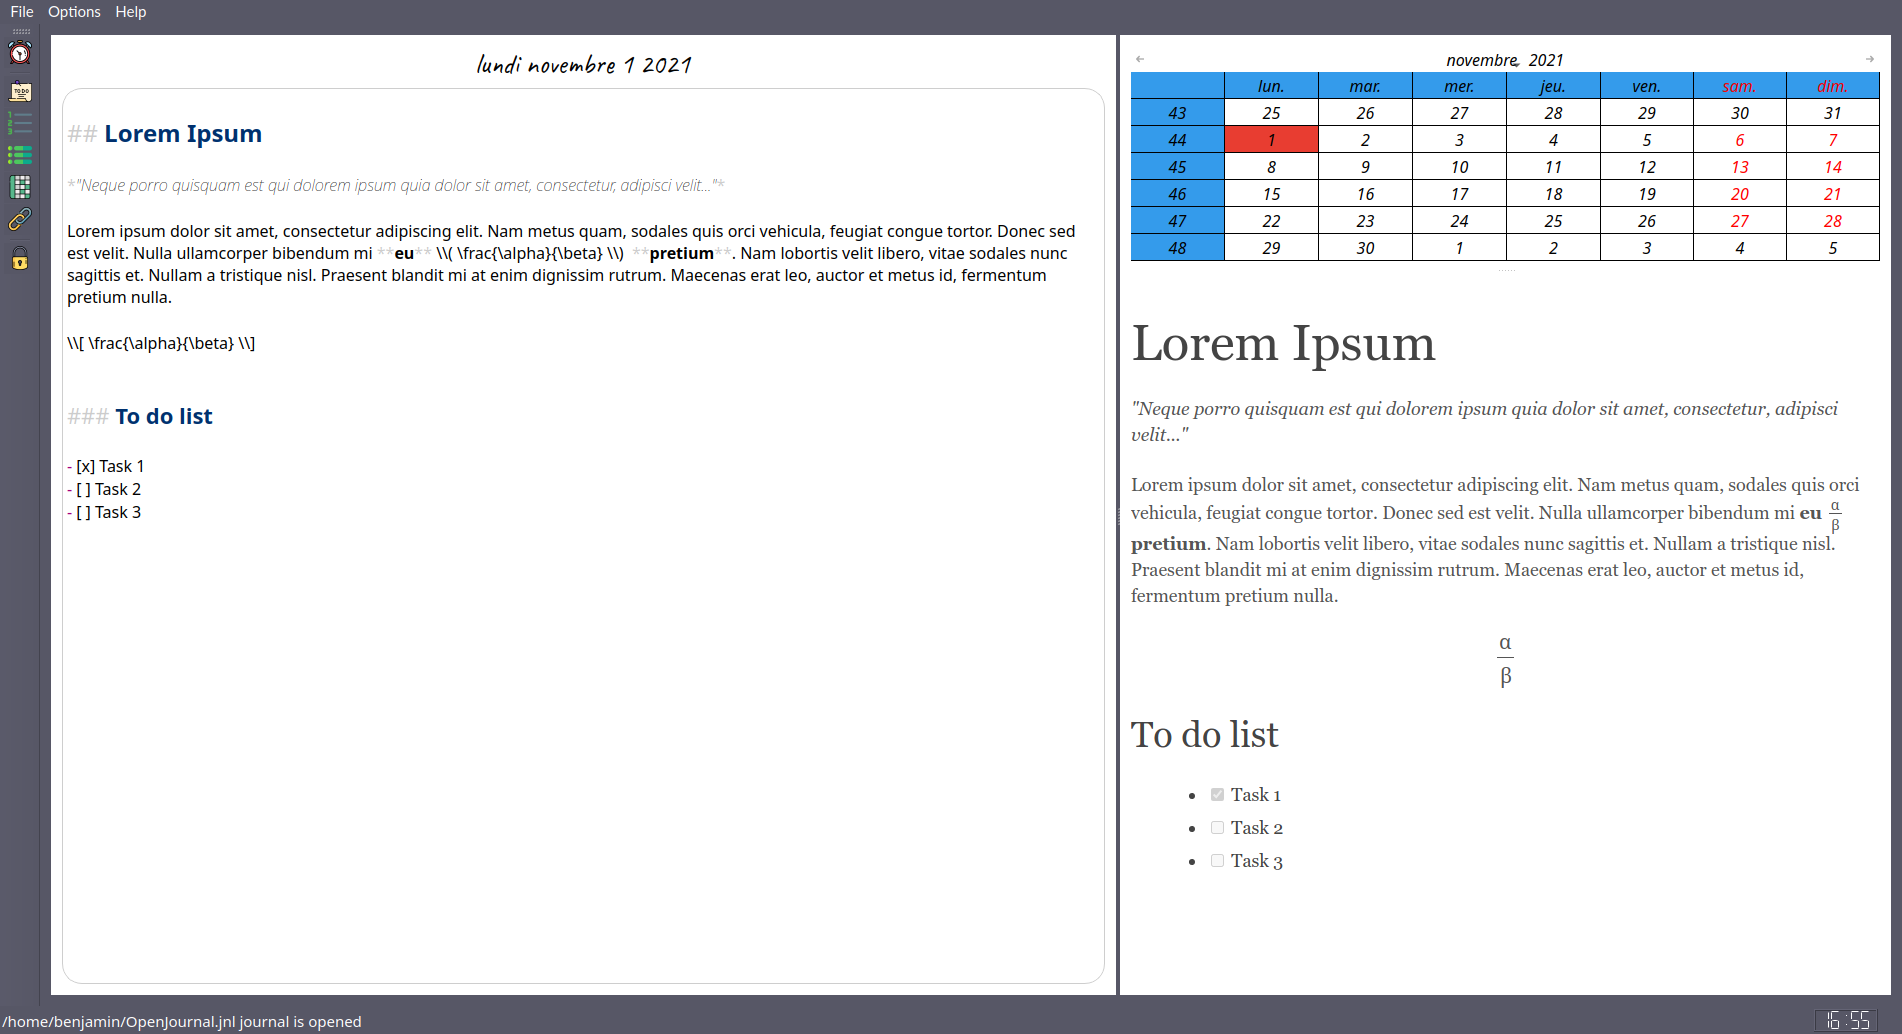 File Options Help
TO DO
1
2
3
lundi novembre 1 2021
## Lorem Ipsum
*"Neque porro quisquam est qui dolorem ipsum quia dolor sit amet, consectetur, adipisci velit..."*
Lorem ipsum dolor sit amet, consectetur adipiscing elit. Nam metus quam, sodales quis orci vehicula, feugiat congue tortor. Donec sed
est velit. Nulla ullamcorper bibendum mi **eu** \\( \frac{\alpha}{\beta} \\) **pretium**. Nam lobortis velit libero, vitae sodales nunc
sagittis et. Nullam a tristique nisl. Praesent blandit mi at enim dignissim rutrum. Maecenas erat leo, auctor et metus id, fermentum
pretium nulla.
\\[ \frac{\alpha}{\beta} \\]
### To do list
- [x] Task 1
- [ ] Task 2
- [ ] Task 3
novembre 2021
lun. mar. mer. jeu. ven. sam. dim.
43 25 26 27 28 29 30 31
44 1 2 3 4 5 6 7
45 8 9 10 11 12 13 14
46 15 16 17 18 19 20 21
47 22 23 24 25 26 27 28
48 29 30 1 2 3 4 5
Lorem Ipsum
"Neque porro quisquam est qui dolorem ipsum quia dolor sit amet, consectetur, adipisci
velit..."
Lorem ipsum dolor sit amet, consectetur adipiscing elit. Nam metus quam, sodales quis orci
vehicula, feugiat congue tortor. Donec sed est velit. Nulla ullamcorper bibendum mi eu α/β
pretium. Nam lobortis velit libero, vitae sodales nunc sagittis et. Nullam a tristique nisl.
Praesent blandit mi at enim dignissim rutrum. Maecenas erat leo, auctor et metus id,
fermentum pretium nulla.
α
β
To do list
• Task 1
• Task 2
• Task 3
/home/benjamin/OpenJournal.jnl journal is opened
16:55